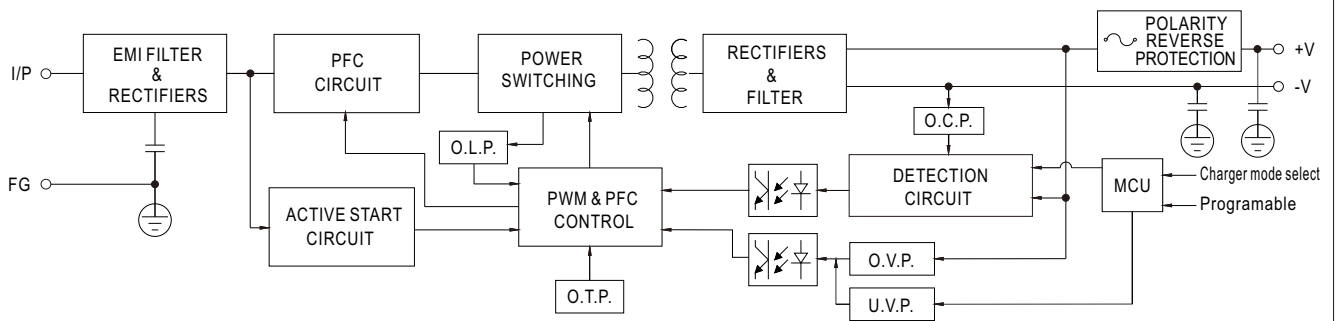 I/P
EMI FILTER
&
RECTIFIERS
PFC
CIRCUIT
POWER
SWITCHING
RECTIFIERS
&
FILTER
POLARITY
REVERSE
PROTECTION
+V
-V
O.C.P.
O.L.P.
FG
ACTIVE START
CIRCUIT
PWM & PFC
CONTROL
DETECTION
CIRCUIT
MCU
Charger mode select
Programable
O.V.P.
U.V.P.
O.T.P.